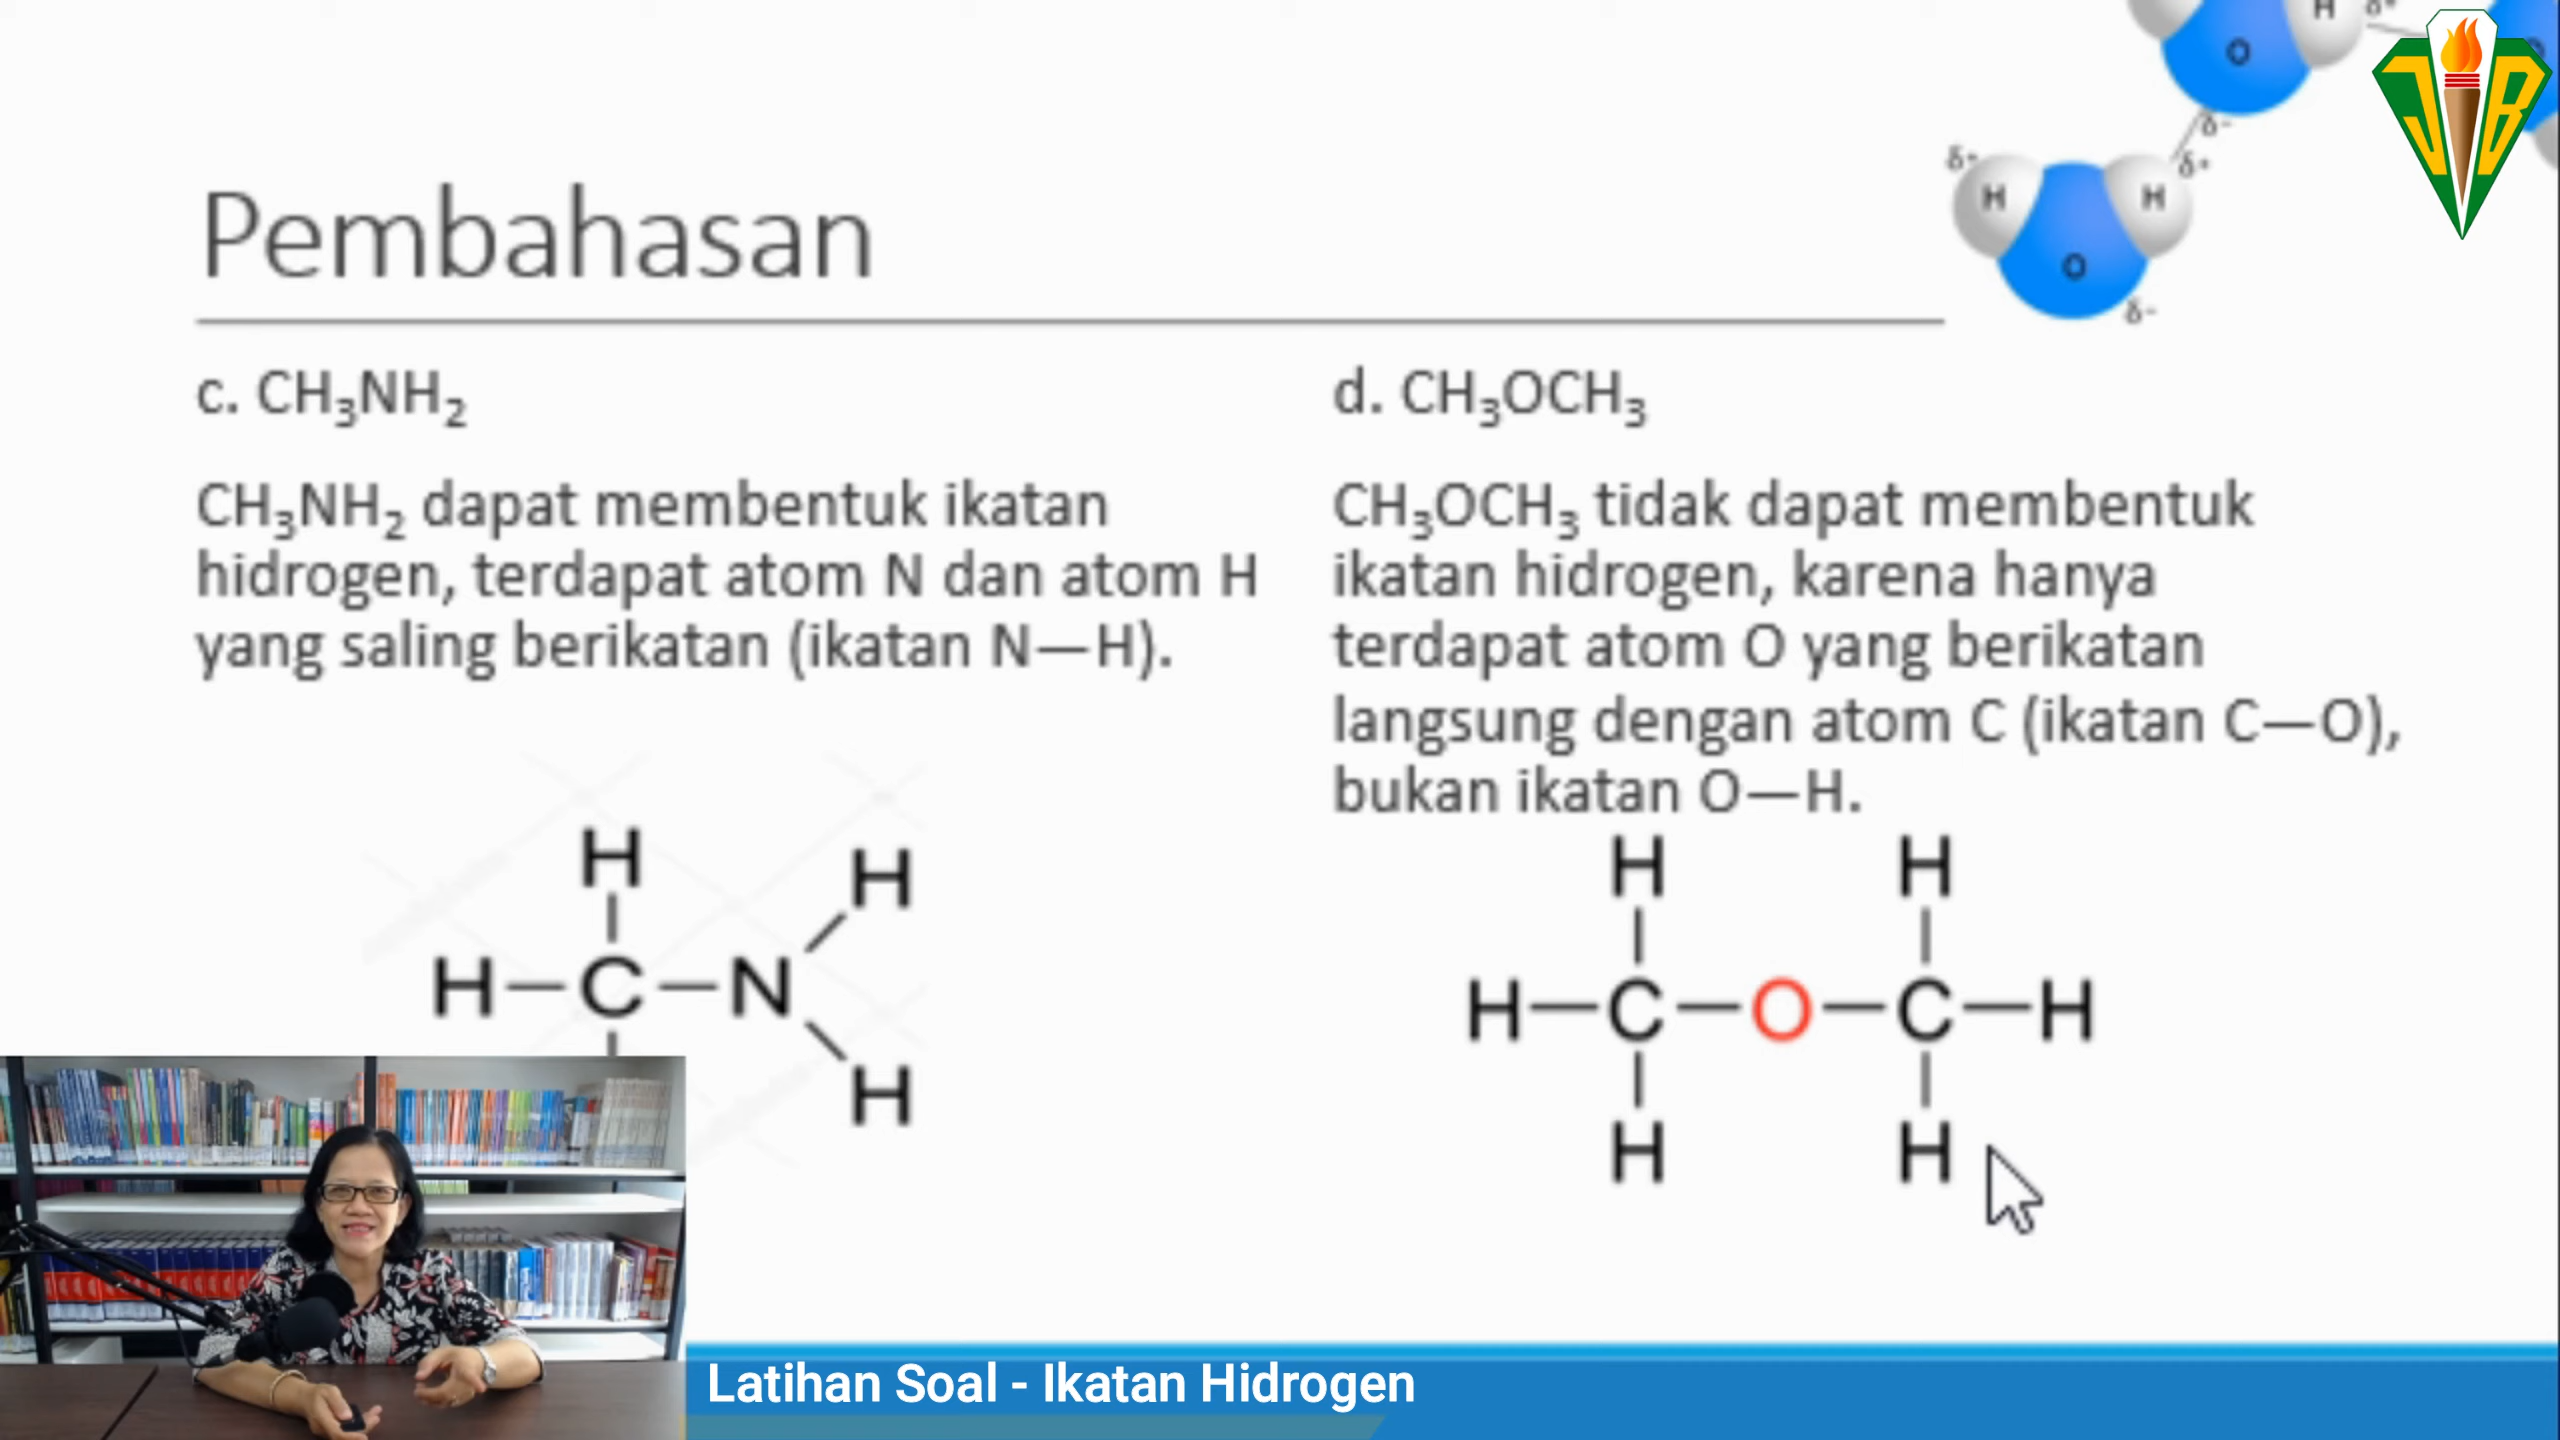 Pembahasan
c. CH₃NH₂
CH₃NH₂ dapat membentuk ikatan
hidrogen, terdapat atom N dan atom H
yang saling berikatan (ikatan N—H).
H
H
H—C—N
H
d. CH₃OCH₃
CH₃OCH₃ tidak dapat membentuk
ikatan hidrogen, karena hanya
terdapat atom O yang berikatan
langsung dengan atom C (ikatan C—O),
bukan ikatan O—H.
H H
H—C—O—C—H
H H
H δ+
O O
δ-
δ+ δ+
H H
O
δ-
JB
Latihan Soal - Ikatan Hidrogen